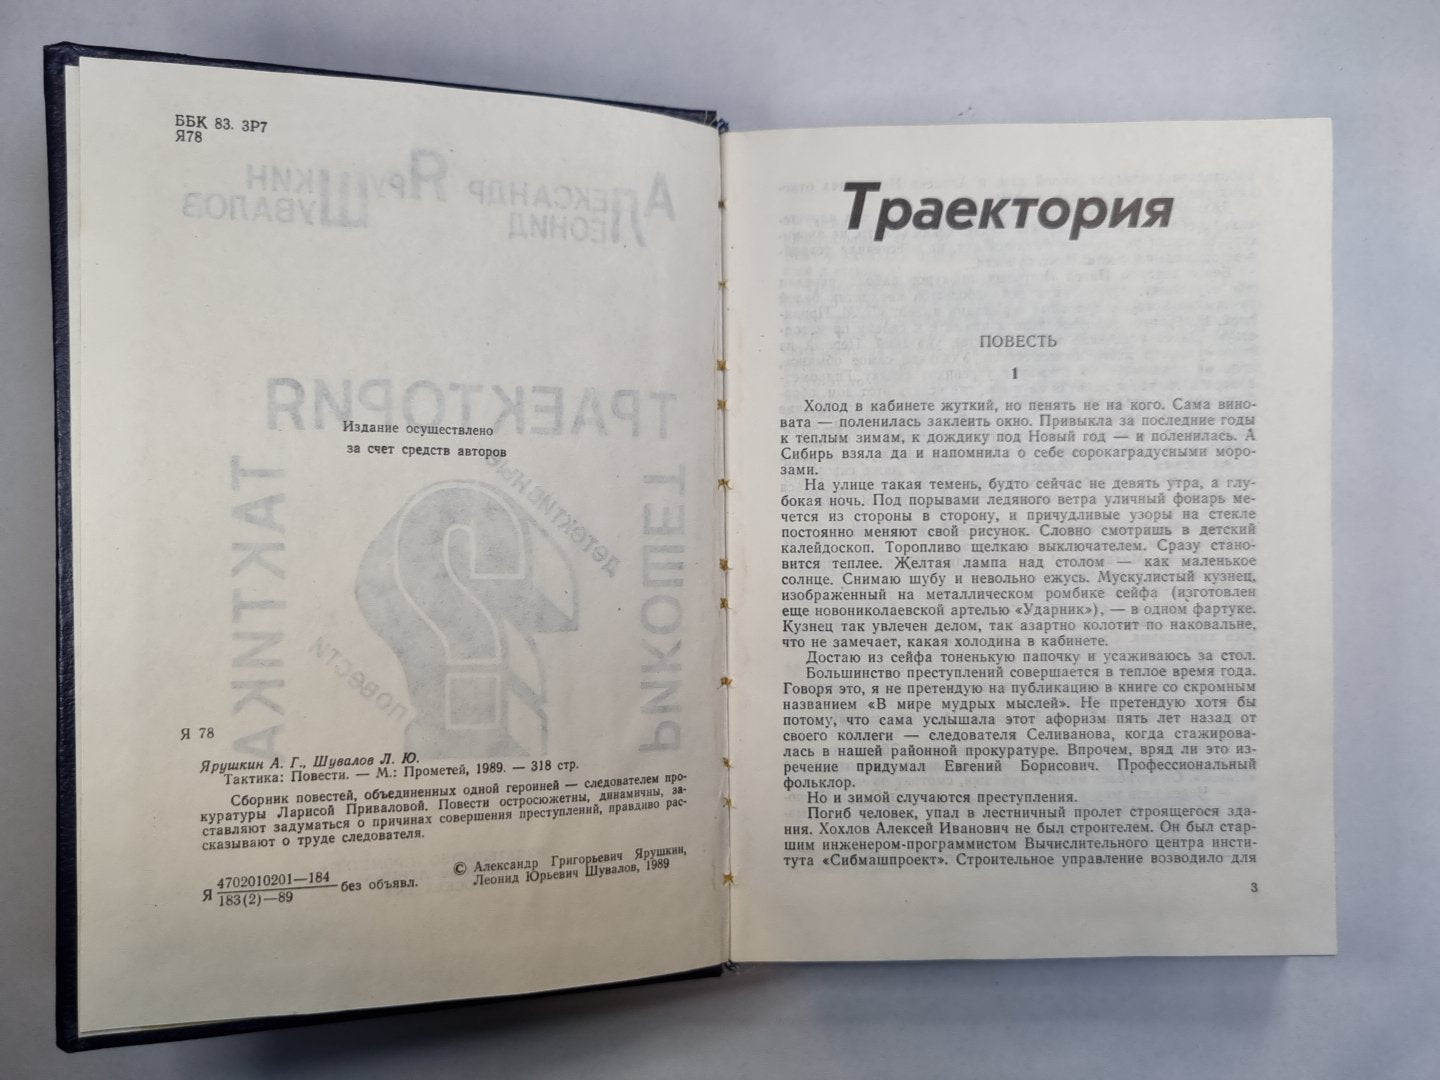 ББК 83. 3Р7
Я78
Александр Ярушкин
Леонид Шувалов
ТРАЕКТОРИЯ
ТАКТИКА
РИКОШЕТ
детективные
повести
Издание осуществлено
за счет средств авторов
Я 78
Ярушкин А. Г., Шувалов Л. Ю.
Тактика: Повести. — М.: Прометей, 1989. — 318 стр.
Сборник повестей, объединенных одной героиней — следователем про-
куратуры Ларисой Приваловой. Повести остросюжетны, динамичны, за-
ставляют задуматься о причинах совершения преступлений, правдиво рас-
сказывают о труде следователя.
Я 4702010201—184
183(2)—89 без объявл.
© Александр Григорьевич Ярушкин,
Леонид Юрьевич Шувалов, 1989
Траектория
ПОВЕСТЬ
1
Холод в кабинете жуткий, но пенять не на кого. Сама вино-
вата — поленилась заклеить окно. Привыкла за последние годы
к теплым зимам, к дождику под Новый год — и поленилась. А
Сибирь взяла да и напомнила о себе сорокаградусными моро-
зами.
На улице такая темень, будто сейчас не девять утра, а глу-
бокая ночь. Под порывами ледяного ветра уличный фонарь ме-
чется из стороны в сторону, и причудливые узоры на стекле
постоянно меняют свой рисунок. Словно смотришь в детский
калейдоскоп. Торопливо щелкаю выключателем. Сразу стано-
вится теплее. Желтая лампа над столом — как маленькое
солнце. Снимаю шубу и невольно ежусь. Мускулистый кузнец,
изображенный на металлическом ромбике сейфа (изготовлен
еще новониколаевской артелью «Ударник»), — в одном фартуке.
Кузнец так увлечен делом, так азартно колотит по наковальне,
что не замечает, какая холодина в кабинете.
Достаю из сейфа тоненькую папочку и усаживаюсь за стол.
Большинство преступлений совершается в теплое время года.
Говоря это, я не претендую на публикацию в книге со скромным
названием «В мире мудрых мыслей». Не претендую хотя бы
потому, что сама услышала этот афоризм пять лет назад от
своего коллеги — следователя Селиванова, когда стажирова-
лась в нашей районной прокуратуре. Впрочем, вряд ли это из-
речение придумал Евгений Борисович. Профессиональный
фольклор.
Но и зимой случаются преступления.
Погиб человек, упал в лестничный пролет строящегося зда-
ния. Хохлов Алексей Иванович не был строителем. Он был стар-
шим инженером-программистом Вычислительного центра инсти-
тута «Сибмашпроект». Строительное управление возводило для
3